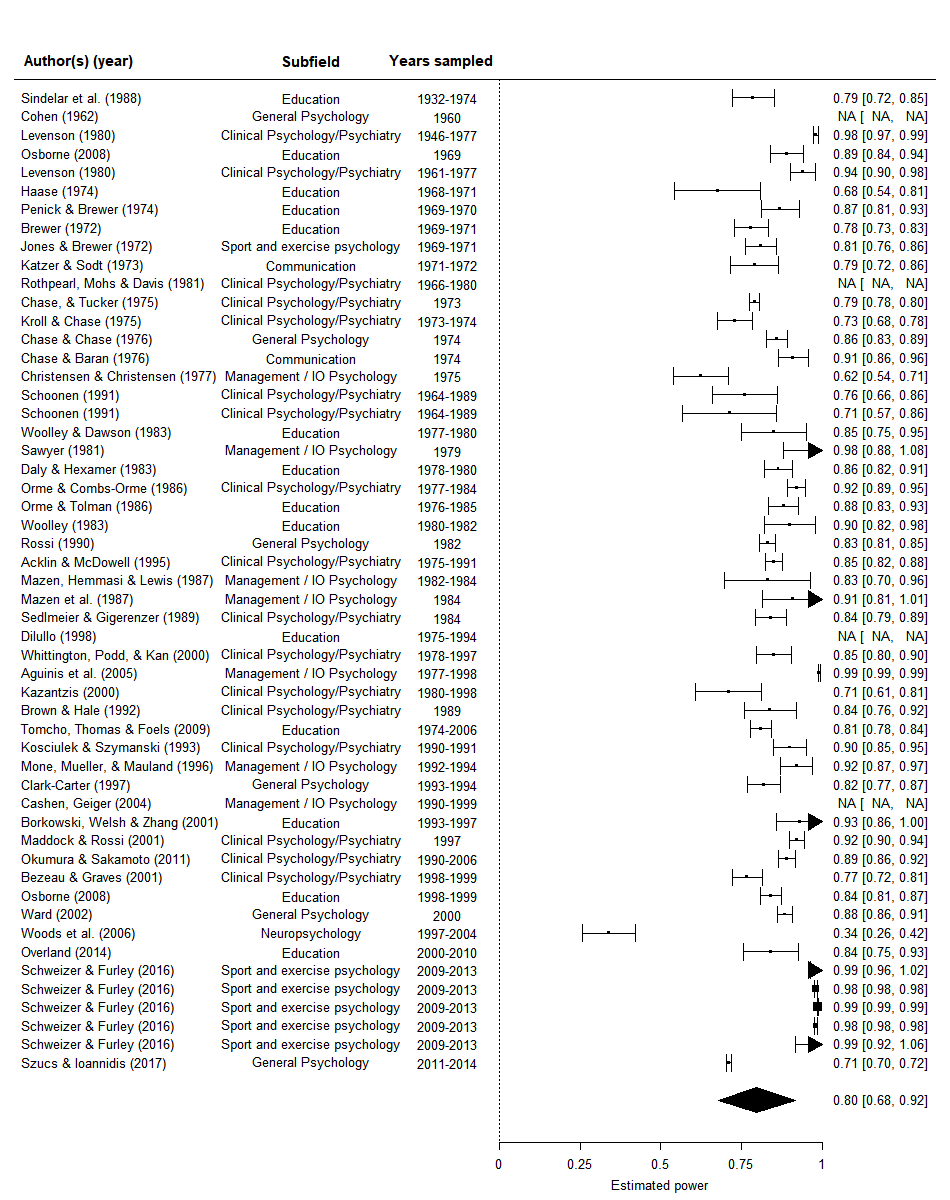 Author(s) (year) Subfield Years sampled
Sindelar et al. (1988) Education 1932-1974 0.79 [0.72, 0.85]
Cohen (1962) General Psychology 1960 NA [ NA, NA]
Levenson (1980) Clinical Psychology/Psychiatry 1946-1977 0.98 [0.97, 0.99]
Osborne (2008) Education 1969 0.89 [0.84, 0.94]
Levenson (1980) Clinical Psychology/Psychiatry 1961-1977 0.94 [0.90, 0.98]
Haase (1974) Education 1968-1971 0.68 [0.54, 0.81]
Penick & Brewer (1974) Education 1969-1970 0.87 [0.81, 0.93]
Brewer (1972) Education 1969-1971 0.78 [0.73, 0.83]
Jones & Brewer (1972) Sport and exercise psychology 1969-1971 0.81 [0.76, 0.86]
Katzer & Sodt (1973) Communication 1971-1972 0.79 [0.72, 0.86]
Rothpearl, Mohs & Davis (1981) Clinical Psychology/Psychiatry 1966-1980 NA [ NA, NA]
Chase, & Tucker (1975) Clinical Psychology/Psychiatry 1973 0.79 [0.78, 0.80]
Kroll & Chase (1975) Clinical Psychology/Psychiatry 1973-1974 0.73 [0.68, 0.78]
Chase & Chase (1976) General Psychology 1974 0.86 [0.83, 0.89]
Chase & Baran (1976) Communication 1974 0.91 [0.86, 0.96]
Christensen & Christensen (1977) Management / IO Psychology 1975 0.62 [0.54, 0.71]
Schoonen (1991) Clinical Psychology/Psychiatry 1964-1989 0.76 [0.66, 0.86]
Schoonen (1991) Clinical Psychology/Psychiatry 1964-1989 0.71 [0.57, 0.86]
Woolley & Dawson (1983) Education 1977-1980 0.85 [0.75, 0.95]
Sawyer (1981) Management / IO Psychology 1979 0.98 [0.88, 1.08]
Daly & Hexamer (1983) Education 1978-1980 0.86 [0.82, 0.91]
Orme & Combs-Orme (1986) Clinical Psychology/Psychiatry 1977-1984 0.92 [0.89, 0.95]
Orme & Tolman (1986) Education 1976-1985 0.88 [0.83, 0.93]
Woolley (1983) Education 1980-1982 0.90 [0.82, 0.98]
Rossi (1990) General Psychology 1982 0.83 [0.81, 0.85]
Acklin & McDowell (1995) Clinical Psychology/Psychiatry 1975-1991 0.85 [0.82, 0.88]
Mazen, Hemmasi & Lewis (1987) Management / IO Psychology 1982-1984 0.83 [0.70, 0.96]
Mazen et al. (1987) Management / IO Psychology 1984 0.91 [0.81, 1.01]
Sedlmeier & Gigerenzer (1989) Clinical Psychology/Psychiatry 1984 0.84 [0.79, 0.89]
Dilullo (1998) Education 1975-1994 NA [ NA, NA]
Whittington, Podd, & Kan (2000) Clinical Psychology/Psychiatry 1978-1997 0.85 [0.80, 0.90]
Aguinis et al. (2005) Management / IO Psychology 1977-1998 0.99 [0.99, 0.99]
Kazantzis (2000) Clinical Psychology/Psychiatry 1980-1998 0.71 [0.61, 0.81]
Brown & Hale (1992) Clinical Psychology/Psychiatry 1989 0.84 [0.76, 0.92]
Tomcho, Thomas & Foels (2009) Education 1974-2006 0.81 [0.78, 0.84]
Kosciulek & Szymanski (1993) Clinical Psychology/Psychiatry 1990-1991 0.90 [0.85, 0.95]
Mone, Mueller, & Mauland (1996) Management / IO Psychology 1992-1994 0.92 [0.87, 0.97]
Clark-Carter (1997) General Psychology 1993-1994 0.82 [0.77, 0.87]
Cashen, Geiger (2004) Management / IO Psychology 1990-1999 NA [ NA, NA]
Borkowski, Welsh & Zhang (2001) Education 1993-1997 0.93 [0.86, 1.00]
Maddock & Rossi (2001) Clinical Psychology/Psychiatry 1997 0.92 [0.90, 0.94]
Okumura & Sakamoto (2011) Clinical Psychology/Psychiatry 1990-2006 0.89 [0.86, 0.92]
Bezeau & Graves (2001) Clinical Psychology/Psychiatry 1998-1999 0.77 [0.72, 0.81]
Osborne (2008) Education 1998-1999 0.84 [0.81, 0.87]
Ward (2002) General Psychology 2000 0.88 [0.86, 0.91]
Woods et al. (2006) Neuropsychology 1997-2004 0.34 [0.26, 0.42]
Overland (2014) Education 2000-2010 0.84 [0.75, 0.93]
Schweizer & Furley (2016) Sport and exercise psychology 2009-2013 0.99 [0.96, 1.02]
Schweizer & Furley (2016) Sport and exercise psychology 2009-2013 0.98 [0.98, 0.98]
Schweizer & Furley (2016) Sport and exercise psychology 2009-2013 0.99 [0.99, 0.99]
Schweizer & Furley (2016) Sport and exercise psychology 2009-2013 0.98 [0.98, 0.98]
Schweizer & Furley (2016) Sport and exercise psychology 2009-2013 0.99 [0.92, 1.06]
Szucs & Ioannidis (2017) General Psychology 2011-2014 0.71 [0.70, 0.72]
0.80 [0.68, 0.92]
0 0.25 0.5 0.75 1
Estimated power